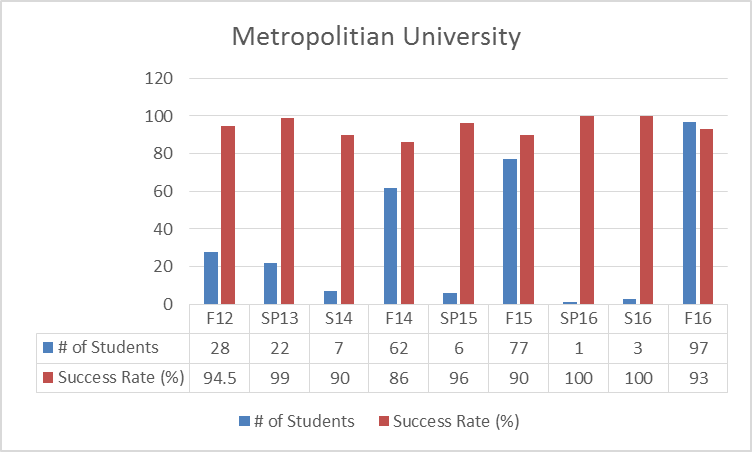 Metropolitian University
120
100
80
60
40
20
0
F12 SP13 S14 F14 SP15 F15 SP16 S16 F16
# of Students 28 22 7 62 6 77 1 3 97
Success Rate (%) 94.5 99 90 86 96 90 100 100 93
# of Students Success Rate (%)